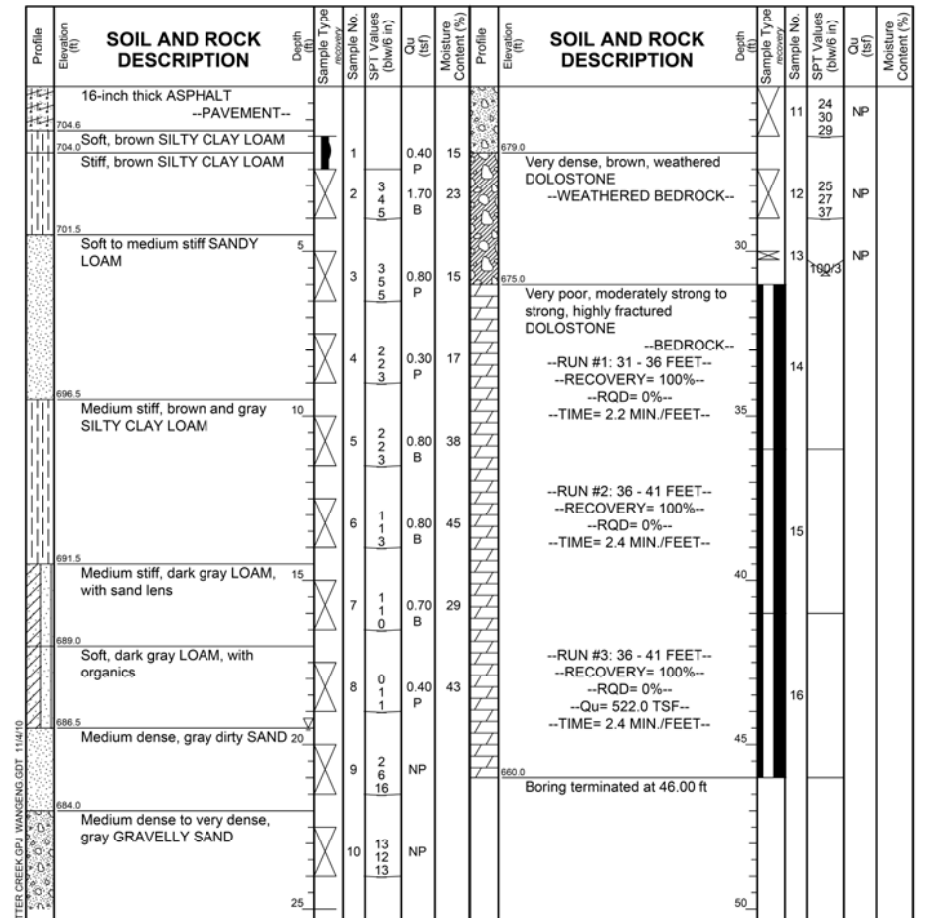 Profile
Elevation
(ft)
SOIL AND ROCK
DESCRIPTION
Depth
(ft)
Sample Type
recovery
Sample No.
SPT Values
(blw/6 in)
Qu
(tsf)
Moisture
Content (%)
16-inch thick ASPHALT
--PAVEMENT--
704.6
Soft, brown SILTY CLAY LOAM
704.0
1
0.40
P
15
Stiff, brown SILTY CLAY LOAM
2
3
4
5
1.70
B
23
701.5
Soft to medium stiff SANDY
LOAM
5
3
3
5
5
0.80
P
15
4
2
2
3
0.30
P
17
696.5
Medium stiff, brown and gray
SILTY CLAY LOAM
10
5
2
2
3
0.80
B
38
6
1
1
3
0.80
B
45
691.5
Medium stiff, dark gray LOAM,
with sand lens
15
7
1
1
0
0.70
B
29
689.0
Soft, dark gray LOAM, with
organics
8
0
1
1
0.40
P
43
686.5
Medium dense, gray dirty SAND
20
9
2
6
16
NP
684.0
Medium dense to very dense,
gray GRAVELLY SAND
10
13
12
13
NP
25
TTER CREEK.GPJ WANGENG.GDT 11/4/10
Profile
Elevation
(ft)
SOIL AND ROCK
DESCRIPTION
Depth
(ft)
Sample Type
recovery
Sample No.
SPT Values
(blw/6 in)
Qu
(tsf)
Moisture
Content (%)
11
24
30
29
NP
679.0
Very dense, brown, weathered
DOLOSTONE
--WEATHERED BEDROCK--
12
25
27
37
NP
30
13
100/3
NP
675.0
Very poor, moderately strong to
strong, highly fractured
DOLOSTONE
--BEDROCK--
--RUN #1: 31 - 36 FEET--
--RECOVERY= 100%--
--RQD= 0%--
--TIME= 2.2 MIN./FEET--
14
35
--RUN #2: 36 - 41 FEET--
--RECOVERY= 100%--
--RQD= 0%--
--TIME= 2.4 MIN./FEET--
15
40
--RUN #3: 36 - 41 FEET--
--RECOVERY= 100%--
--RQD= 0%--
--Qu= 522.0 TSF--
--TIME= 2.4 MIN./FEET--
16
45
660.0
Boring terminated at 46.00 ft
50